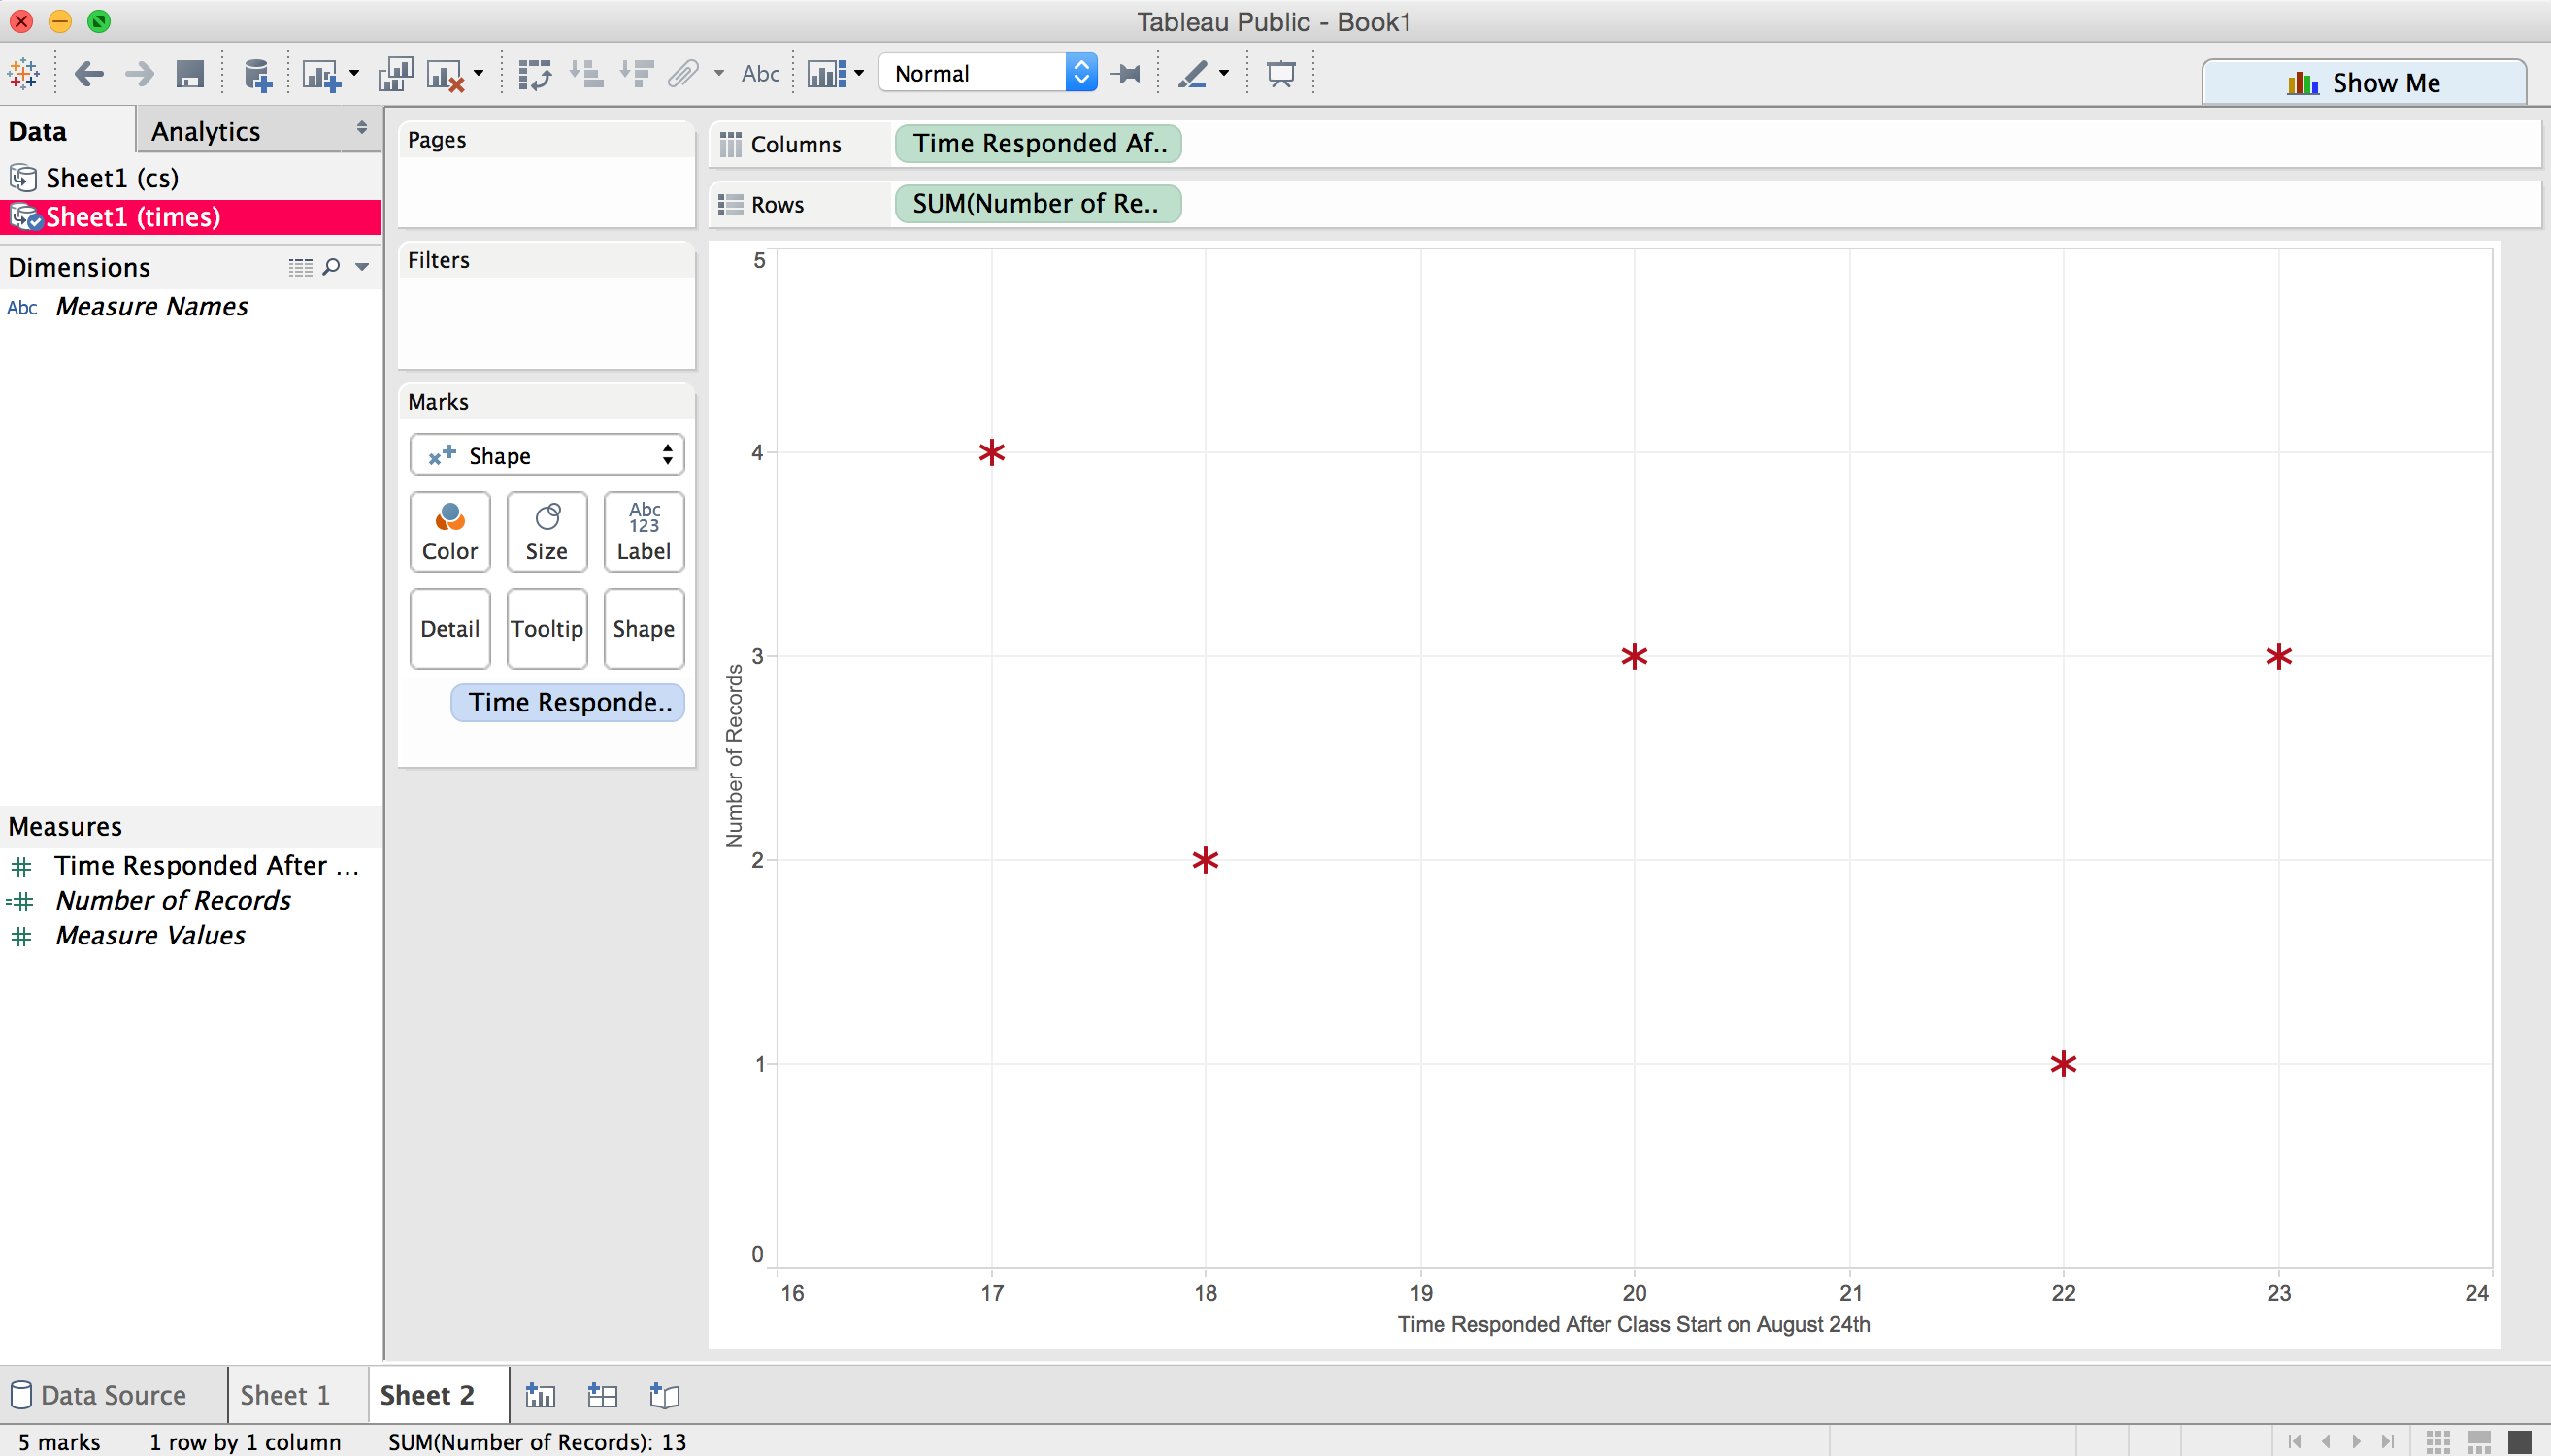 Tableau Public - Book1
Abc
Normal
Show Me
Data
Analytics
Sheet1 (cs)
Sheet1 (times)
Dimensions
Abc Measure Names
Measures
Time Responded After ...
Number of Records
Measure Values
Pages
Filters
Marks
Shape
Color
Size
Abc
123
Label
Detail
Tooltip
Shape
Time Responde..
Columns
Time Responded Af..
Rows
SUM(Number of Re..
5
4
3
2
1
0
Number of Records
16 17 18 19 20 21 22 23 24
Time Responded After Class Start on August 24th
Data Source
Sheet 1
Sheet 2
5 marks
1 row by 1 column
SUM(Number of Records): 13